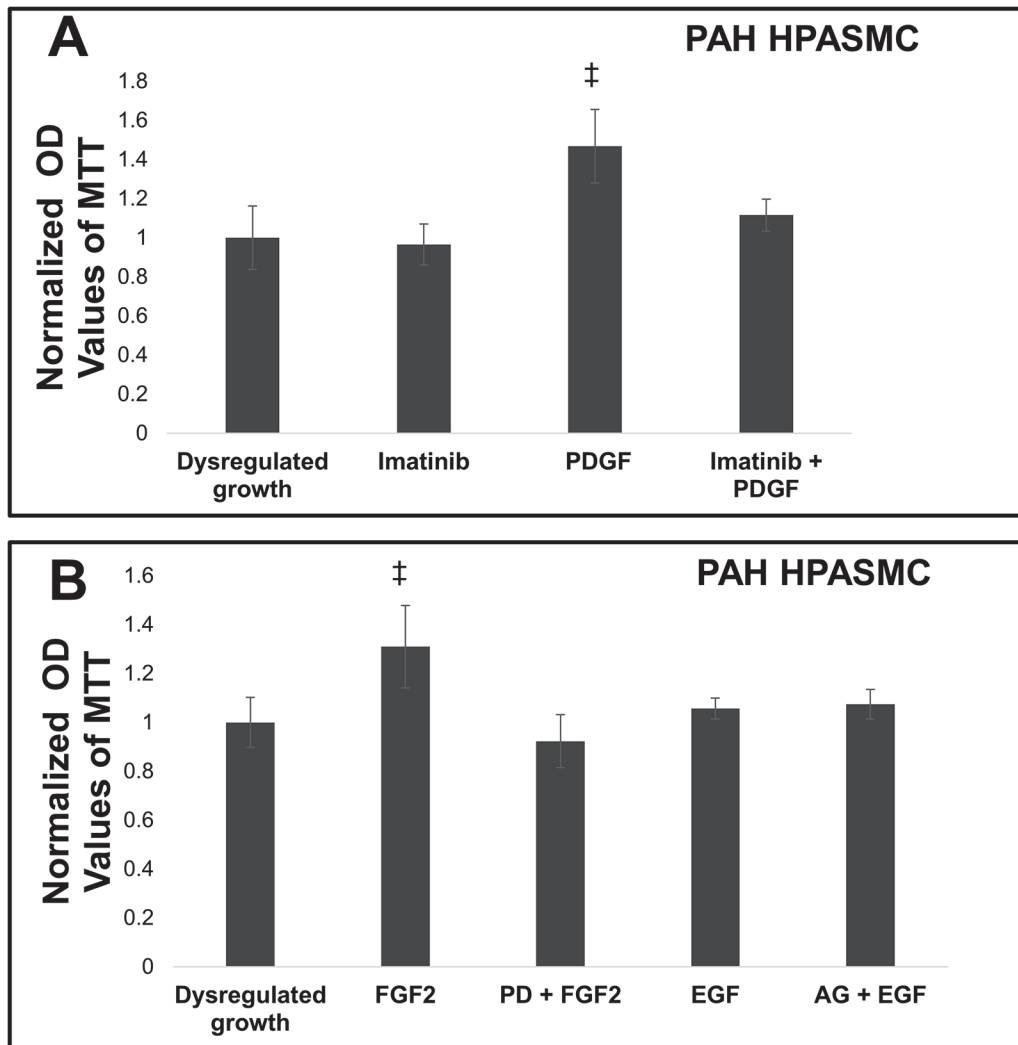 A
PAH HPASMC
‡
Normalized OD
Values of MTT
1.8
1.6
1.4
1.2
1
0.8
0.6
0.4
0.2
0
Dysregulated
growth
Imatinib
PDGF
Imatinib +
PDGF
B
PAH HPASMC
‡
Normalized OD
Values of MTT
1.6
1.4
1.2
1
0.8
0.6
0.4
0.2
0
Dysregulated
growth
FGF2
PD + FGF2
EGF
AG + EGF